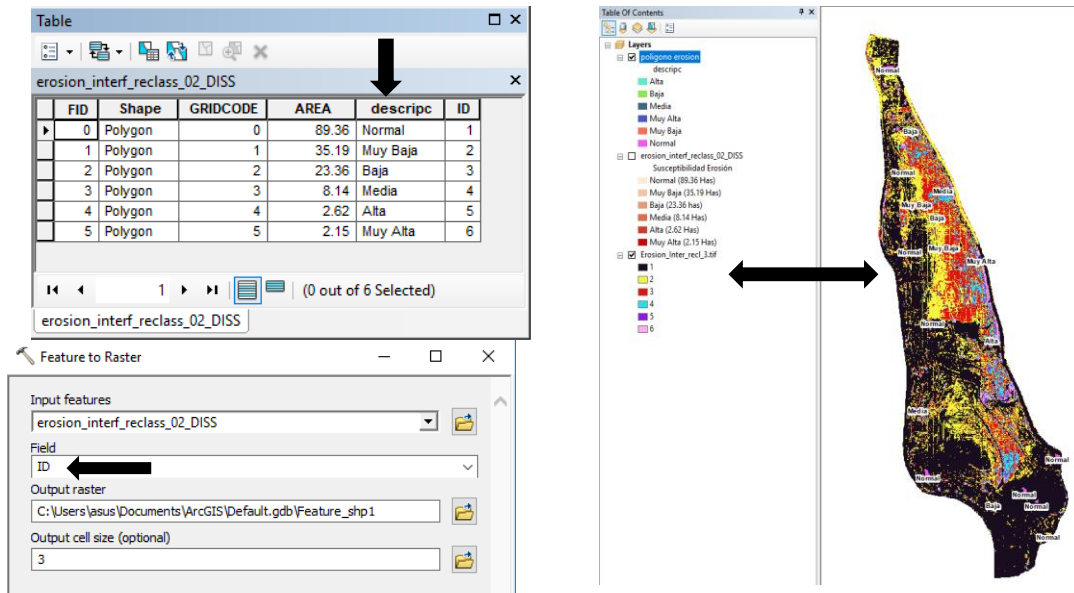 Table
erosion_interf_reclass_02_DISS
FID Shape GRIDCODE AREA descripc ID
0 Polygon 0 89.36 Normal 1
1 Polygon 1 35.19 Muy Baja 2
2 Polygon 2 23.36 Baja 3
3 Polygon 3 8.14 Media 4
4 Polygon 4 2.62 Alta 5
5 Polygon 5 2.15 Muy Alta 6
1 (0 out of 6 Selected)
erosion_interf_reclass_02_DISS
Feature to Raster
Input features
erosion_interf_reclass_02_DISS
Field
ID
Output raster
C:\Users\asus\Documents\ArcGIS\Default.gdb\Feature_shp1
Output cell size (optional)
3
Table Of Contents
Layers
poligono erosion
descripc
Alta
Baja
Media
Muy Alta
Muy Baja
Normal
erosion_interf_reclass_02_DISS
Susceptibilidad Erosión
Normal (89.36 Has)
Muy Baja (35.19 Has)
Baja (23.36 has)
Media (8.14 Has)
Alta (2.62 Has)
Muy Alta (2.15 Has)
Erosion_Inter_recl_3.tif
1
2
3
4
5
6
Normal
Baja
Normal
Media
Muy Baja
Baja
Normal
Muy Baja
Muy Alta
Normal
Alta
Media
Normal
Normal
Normal
Baja
Normal
Normal